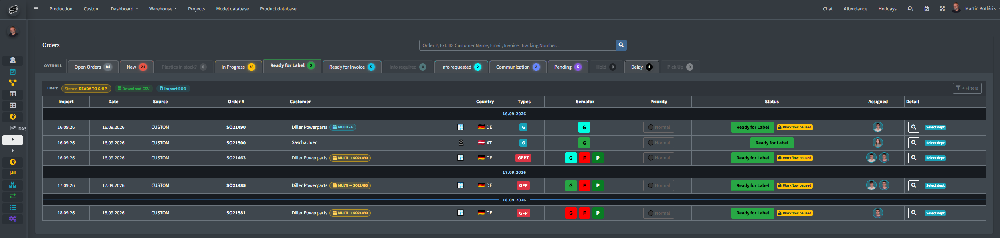 Production Custom Dashboard Warehouse Projects Model database Product database Chat Attendance Holidays Martin Kotlárik
Orders
Order #, Ext. ID, Customer Name, Email, Invoice, Tracking Number...
OVERALL Open Orders 84 New 21 Plastics in stock? 0 In Progress 48 Ready for Label 5 Ready for Invoice 5 Info required 0 Info requested 2 Communication 2 Pending 5 Hold 0 Delay 1 Pick Up 0
Filters: Status: READY TO SHIP Download CSV Import EOD + Filters
Import Date Source Order # Customer Country Types Semafor Priority Status Assigned Detail
16.09.2026
16.09.26 16.09.2026 CUSTOM SO21490 Diller Powerparts MULTI · 4 DE G G Normal Ready for Label Workflow paused Select dept
DAS
16.09.26 16.09.2026 CUSTOM SO21500 Sascha Juen AT G G Normal Ready for Label Select dept
16.09.26 16.09.2026 CUSTOM SO21463 Diller Powerparts MULTI → SO21490 DE GFPT G F P Normal Ready for Label Workflow paused Select dept
17.09.2026
17.09.26 17.09.2026 CUSTOM SO21485 Diller Powerparts MULTI → SO21490 DE GFP G F P Normal Ready for Label Workflow paused Select dept
18.09.2026
18.09.26 18.09.2026 CUSTOM SO21581 Diller Powerparts MULTI → SO21490 DE GFP G F P Normal Ready for Label Workflow paused Select dept